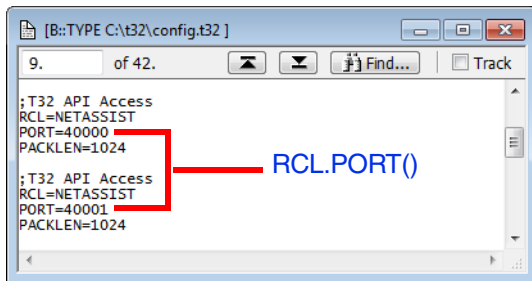 [B::TYPE C:\t32\config.t32 ]
9. of 42. Find... Track
;T32 API Access
RCL=NETASSIST
PORT=40000
PACKLEN=1024
RCL.PORT()
;T32 API Access
RCL=NETASSIST
PORT=40001
PACKLEN=1024